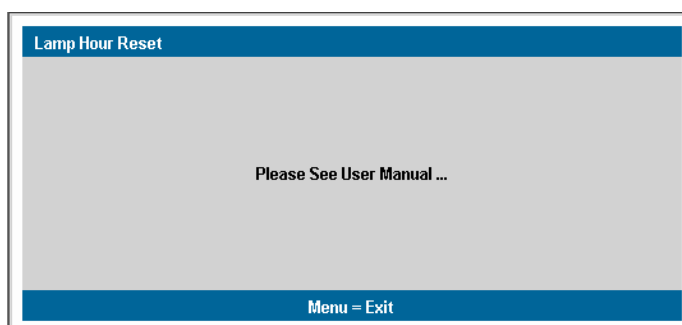 Lamp Hour Reset
Please See User Manual ...
Menu = Exit